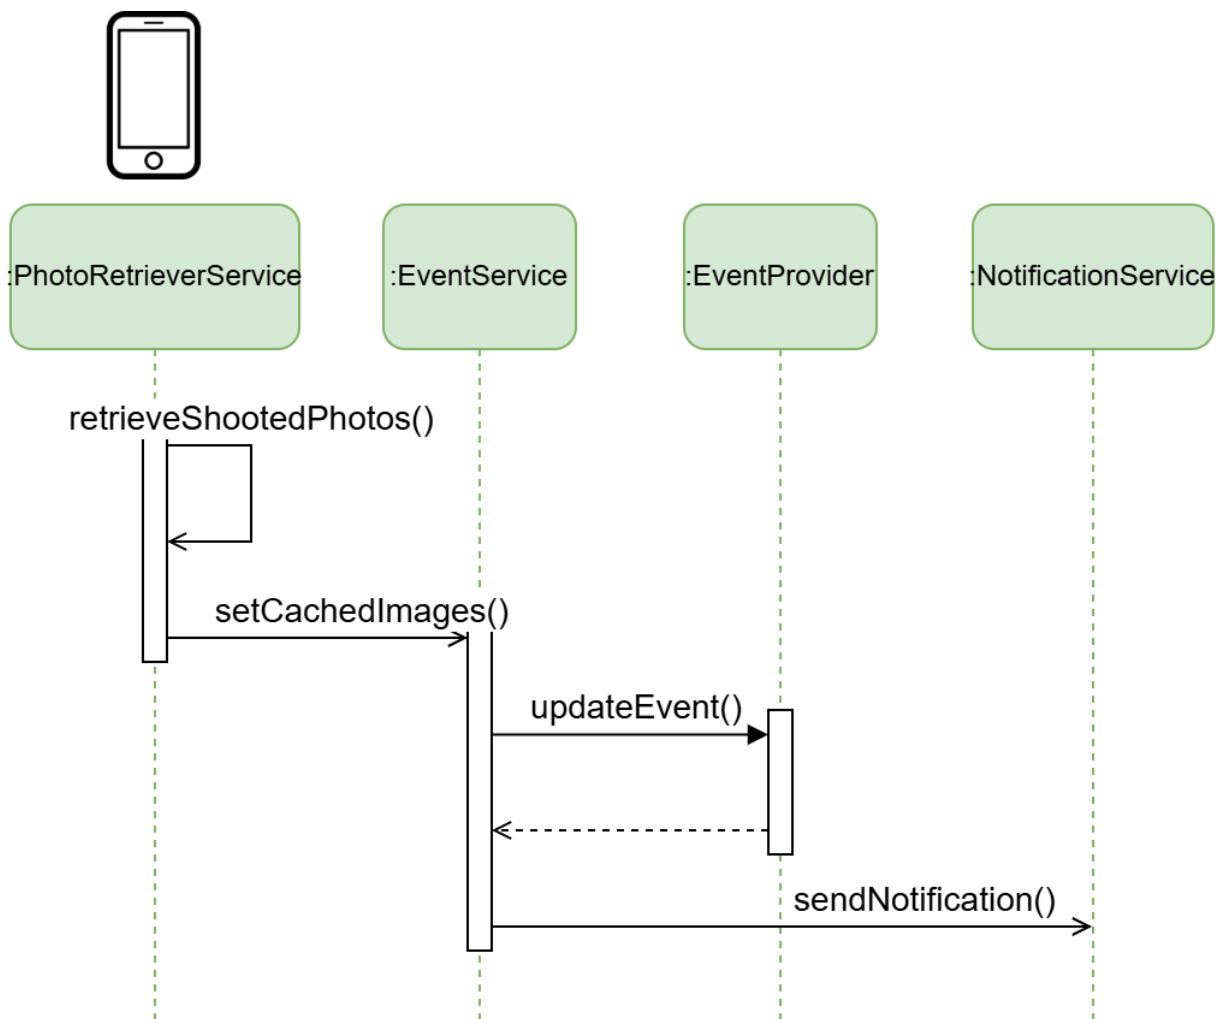 :PhotoRetrieverService
:EventService
:EventProvider
:NotificationService
retrieveShootedPhotos()
setCachedImages()
updateEvent()
sendNotification()